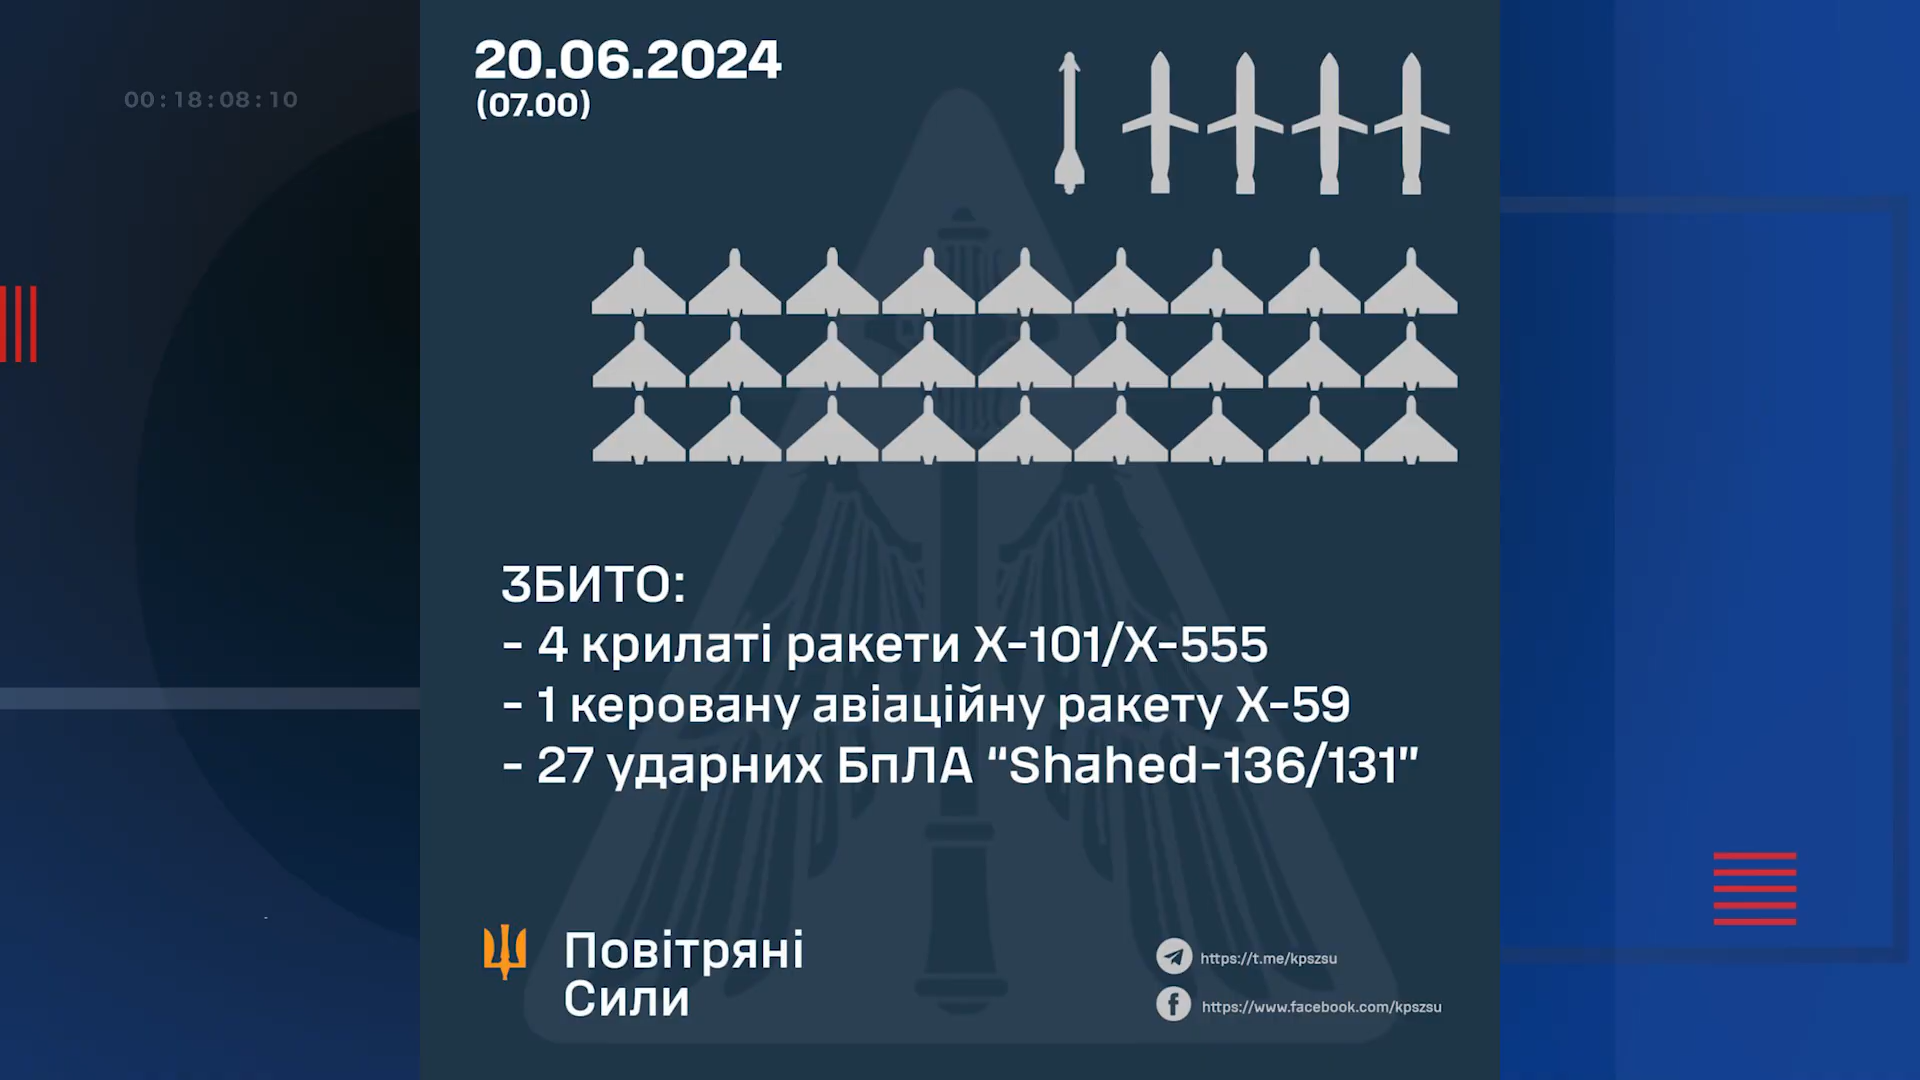 00:18:08:10
20.06.2024
(07.00)
ЗБИТО:
- 4 крилаті ракети Х-101/Х-555
- 1 керовану авіаційну ракету Х-59
- 27 ударних БпЛА “Shahed-136/131”
Повітряні
Сили
https://t.me/kpszsu
https://www.facebook.com/kpszsu